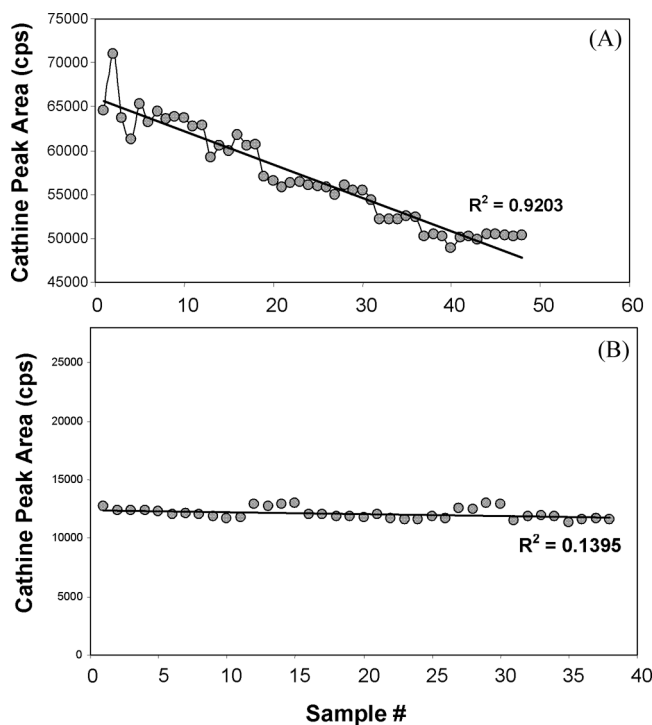 (A)
Cathine Peak Area (cps)
75000
70000
65000
60000
55000
50000
45000
R² = 0.9203
0 10 20 30 40 50 60
(B)
Cathine Peak Area (cps)
25000
20000
15000
10000
5000
0
R² = 0.1395
0 5 10 15 20 25 30 35 40
Sample #